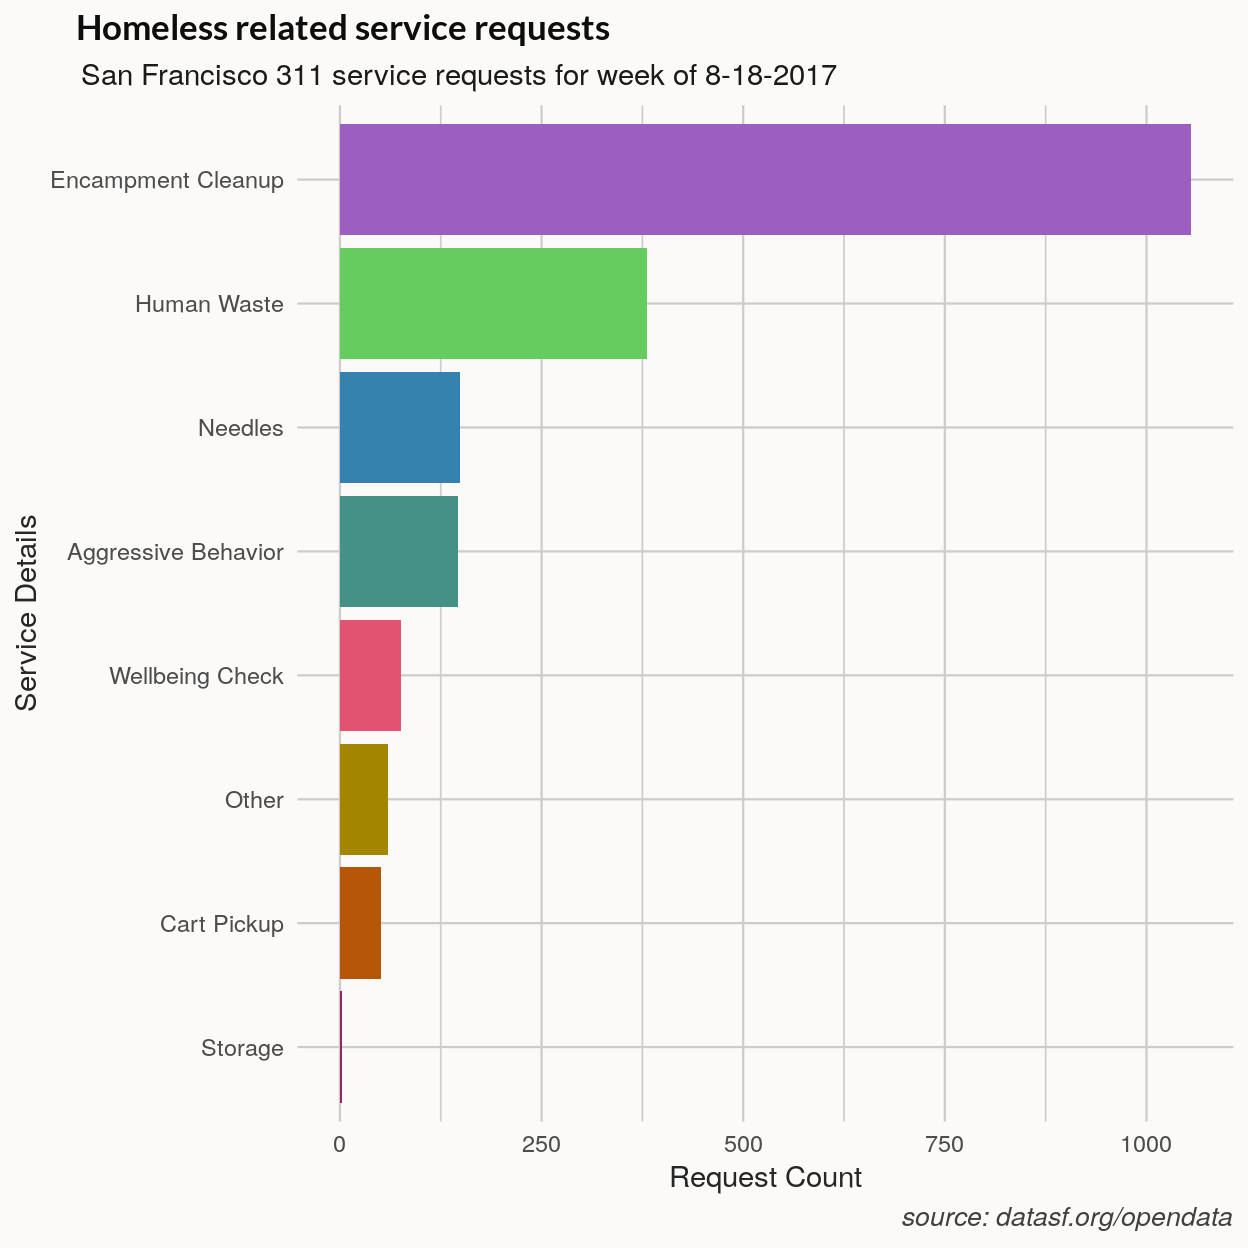 Homeless related service requests
San Francisco 311 service requests for week of 8-18-2017
Service Details
Encampment Cleanup
Human Waste
Needles
Aggressive Behavior
Wellbeing Check
Other
Cart Pickup
Storage
0 250 500 750 1000
Request Count
source: datasf.org/opendata